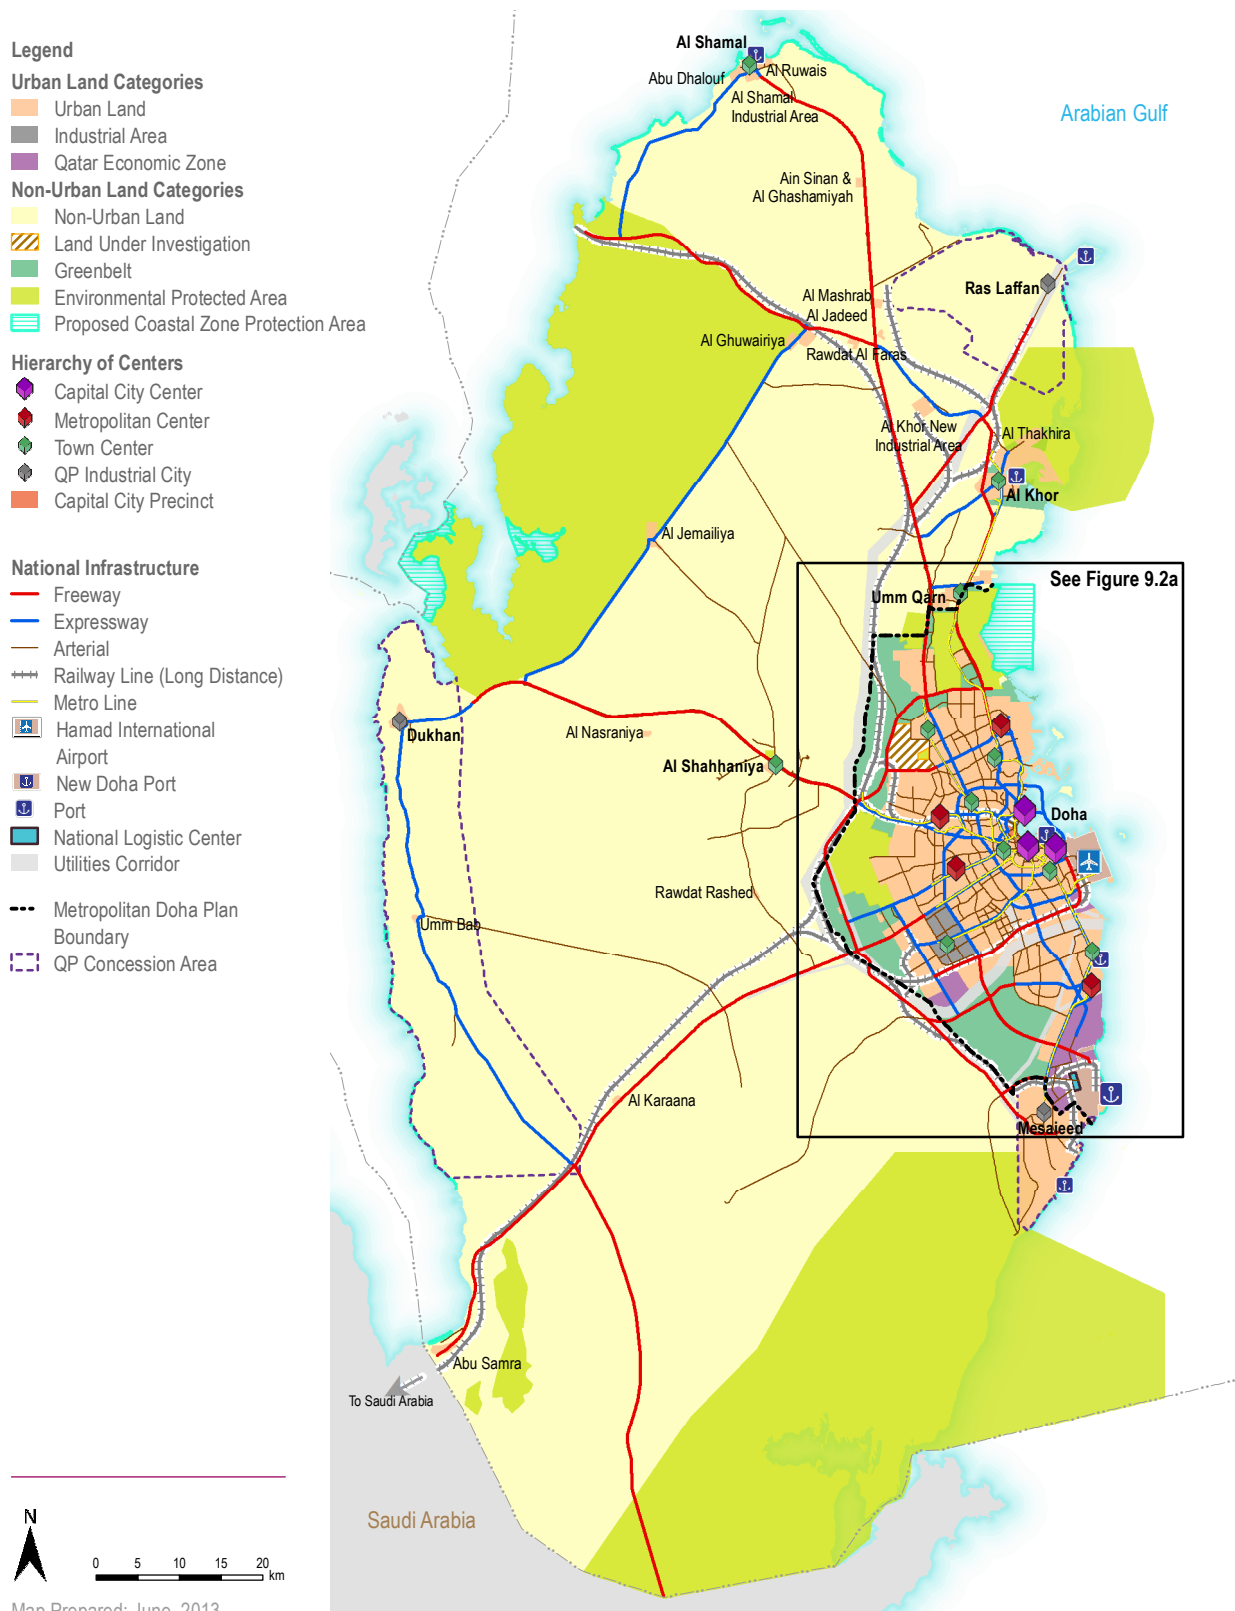 Legend
Urban Land Categories
Urban Land
Industrial Area
Qatar Economic Zone
Non-Urban Land Categories
Non-Urban Land
Land Under Investigation
Greenbelt
Environmental Protected Area
Proposed Coastal Zone Protection Area
Hierarchy of Centers
Capital City Center
Metropolitan Center
Town Center
QP Industrial City
Capital City Precinct
National Infrastructure
Freeway
Expressway
Arterial
Railway Line (Long Distance)
Metro Line
Hamad International
Airport
New Doha Port
Port
National Logistic Center
Utilities Corridor
Metropolitan Doha Plan
Boundary
QP Concession Area
N
0 5 10 15 20
km
Map Prepared: June, 2013
Al Shamal
Abu Dhalouf
Al Ruwais
Al Shamal
Industrial Area
Arabian Gulf
Ain Sinan &
Al Ghashamiyah
Ras Laffan
Al Mashrab
Al Jadeed
Al Ghuwairiya
Rawdat Al Faras
Al Khor New
Industrial Area
Al Thakhira
Al Khor
Al Jemailiya
See Figure 9.2a
Umm Qarn
Dukhan
Al Nasraniya
Al Shahhaniya
Doha
Rawdat Rashed
Umm Bab
Al Karaana
Mesaieed
Abu Samra
To Saudi Arabia
Saudi Arabia